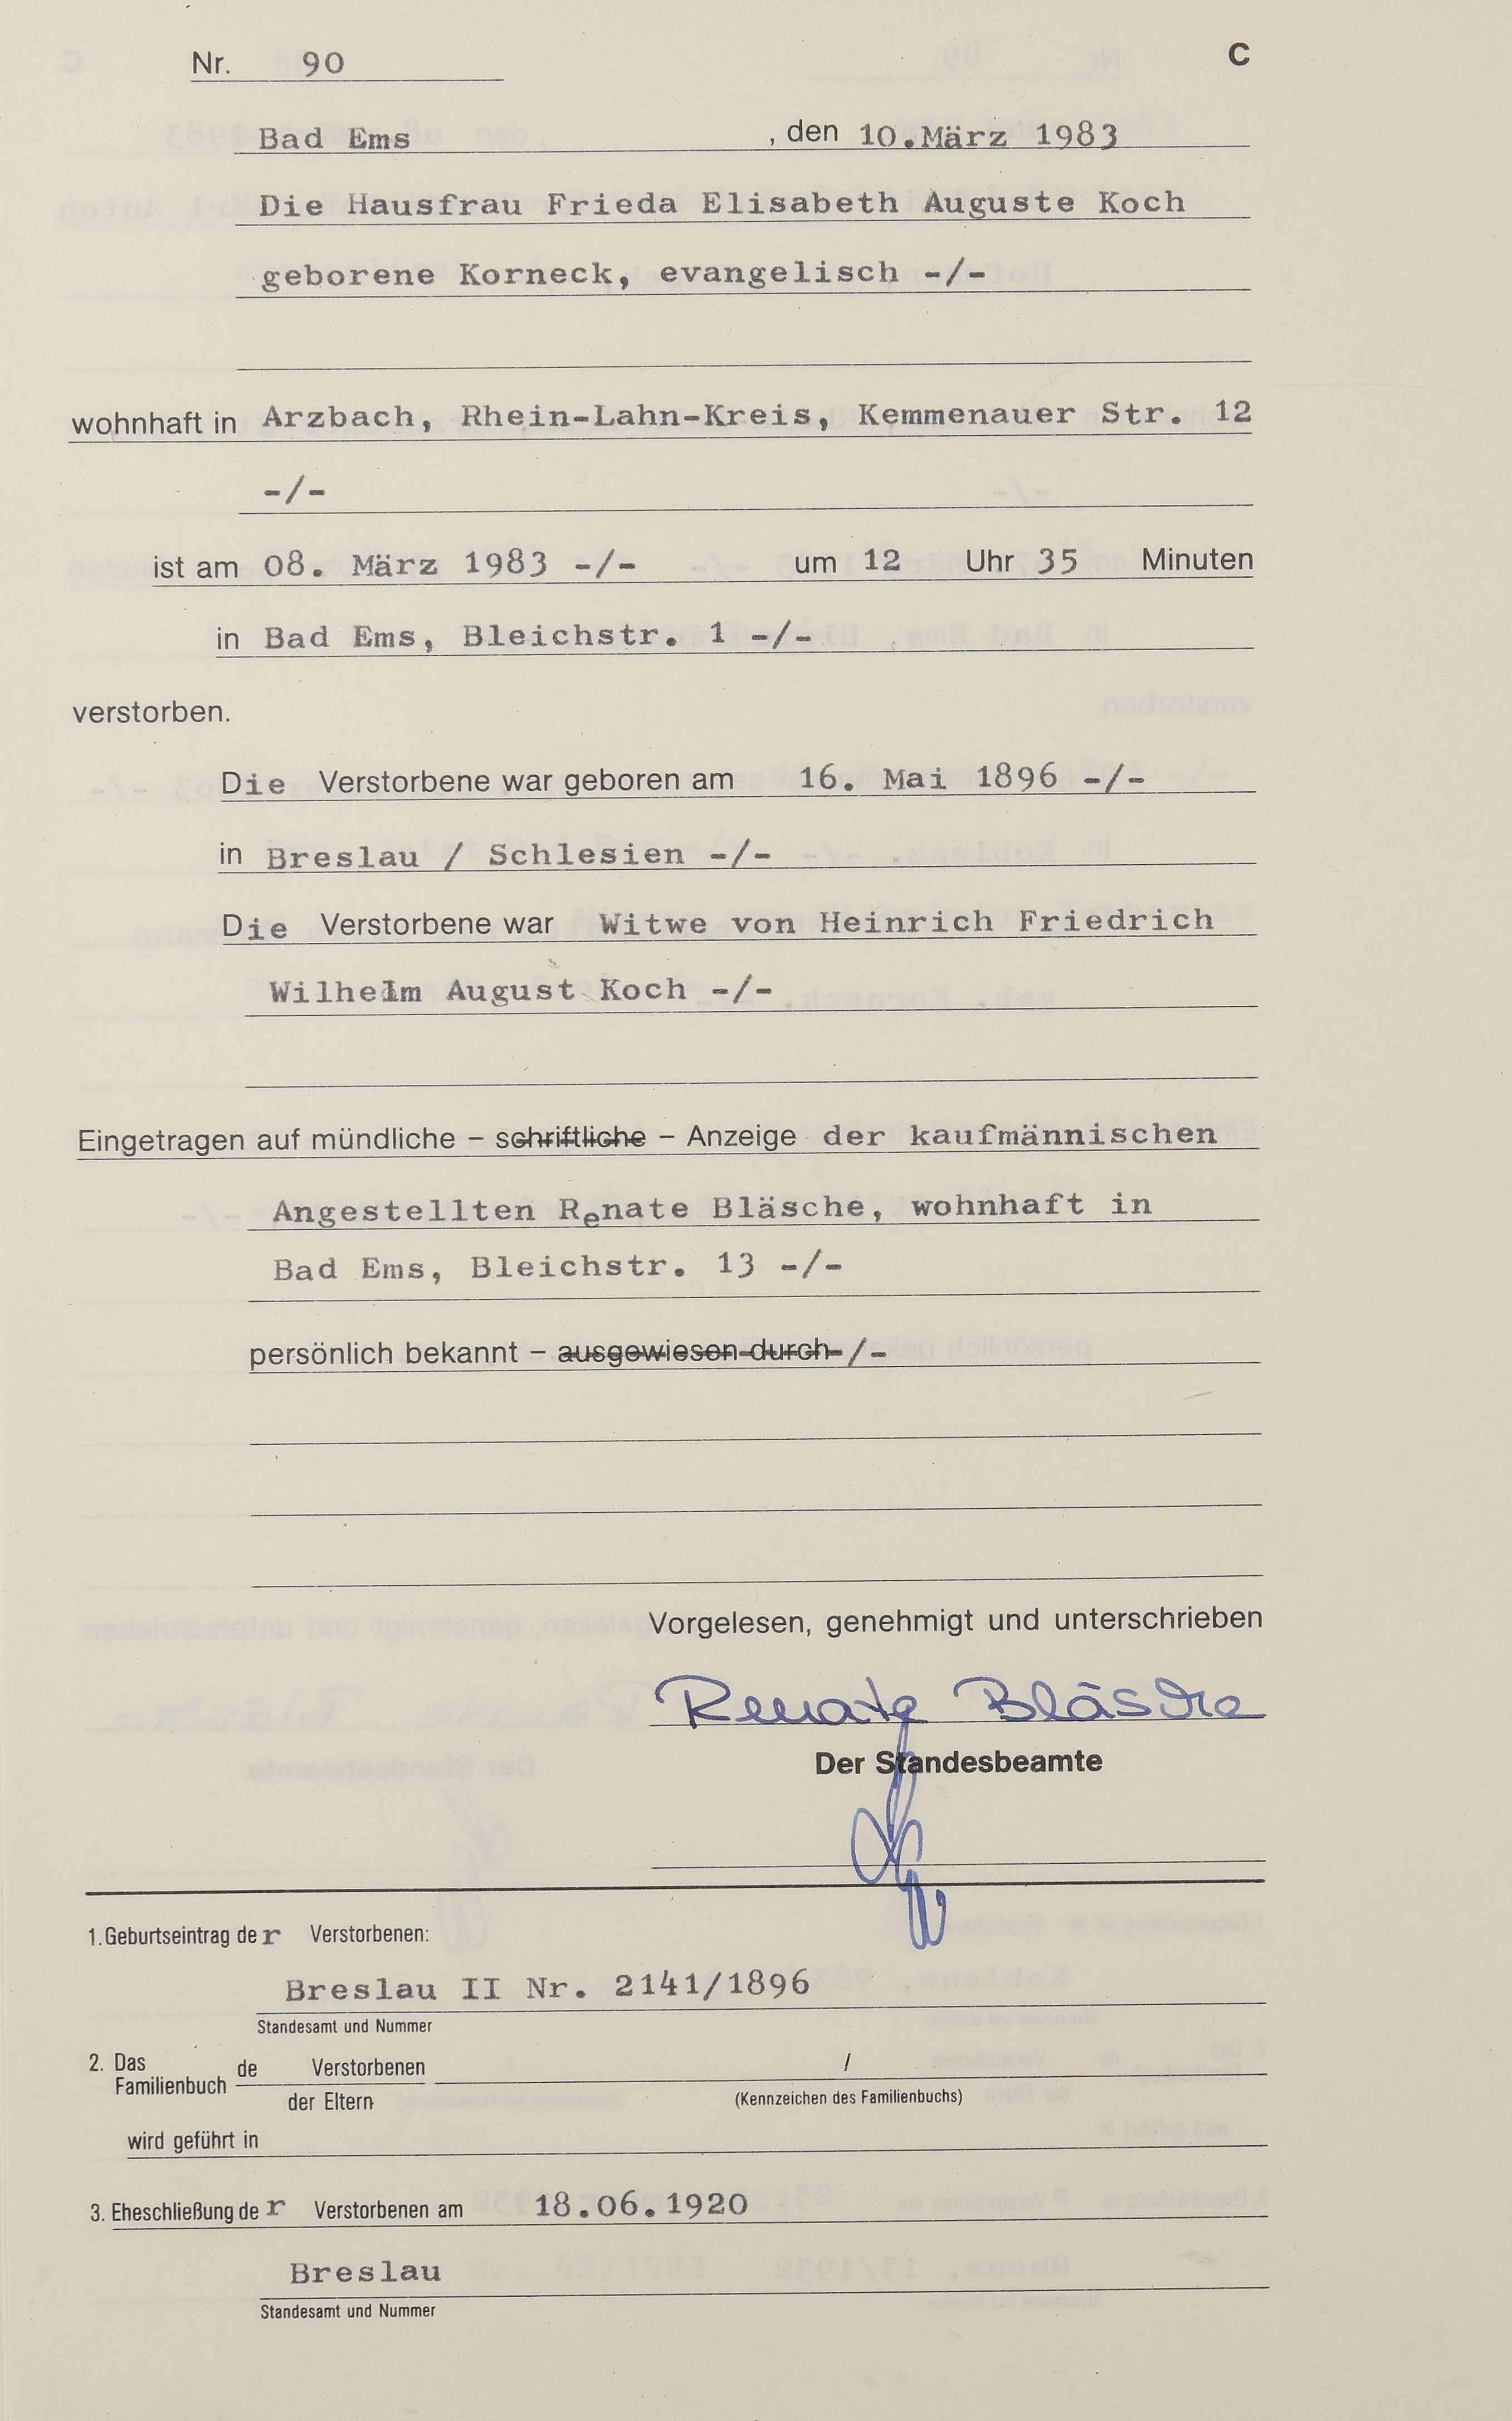 Nr. 90 C
Bad Ems , den 10.März 1983
Die Hausfrau Frieda Elisabeth Auguste Koch
geborene Korneck, evangelisch -/-
wohnhaft in Arzbach, Rhein-Lahn-Kreis, Kemmenauer Str. 12
-/-
ist am 08. März 1983 -/- um 12 Uhr 35 Minuten
in Bad Ems, Bleichstr. 1 -/-
verstorben.
Die Verstorbene war geboren am 16. Mai 1896 -/-
in Breslau / Schlesien -/-
Die Verstorbene war Witwe von Heinrich Friedrich
Wilhelm August Koch -/-
Eingetragen auf mündliche – schriftliche – Anzeige der kaufmännischen
Angestellten Renate Bläsche, wohnhaft in
Bad Ems, Bleichstr. 13 -/-
persönlich bekannt – ausgewiesen durch -/-
Vorgelesen, genehmigt und unterschrieben
Renate Bläsche
Der Standesbeamte
1. Geburtseintrag der Verstorbenen:
Breslau II Nr. 2141/1896
Standesamt und Nummer
2. Das Familienbuch de Verstorbenen /
der Eltern (Kennzeichen des Familienbuchs)
wird geführt in
3. Eheschließung der Verstorbenen am 18.06.1920
Breslau
Standesamt und Nummer